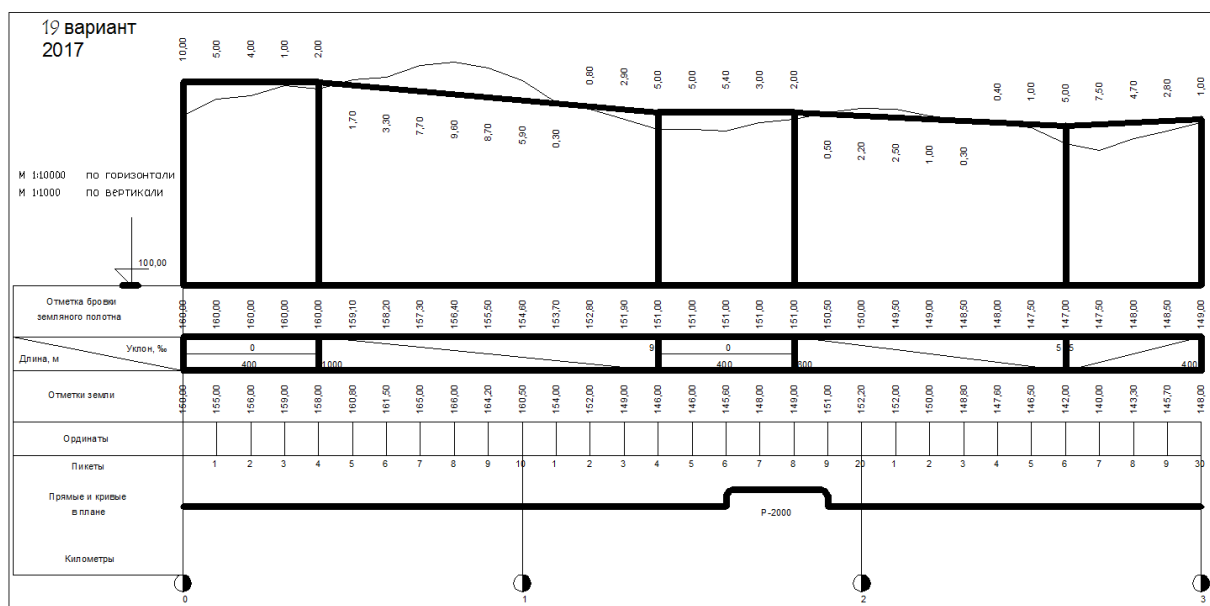 19 вариант
2017
10,00 5,00 4,00 1,00 2,00 0,80 2,90 5,00 5,00 5,40 3,00 2,00 0,40 1,00 5,00 7,50 4,70 2,80 1,00
1,70 3,30 7,70 9,60 8,70 5,90 0,30 0,50 2,20 2,50 1,00 0,30
М 1:10000 по горизонтали
М 1:1000 по вертикали
100,00
Отметка бровки
земляного полотна
160,00 160,00 160,00 160,00 160,00 159,10 158,20 157,30 156,40 155,50 154,60 153,70 152,80 151,90 151,00 151,00 151,00 151,00 151,00 150,50 150,00 149,50 149,00 148,50 148,00 147,50 147,00 147,50 148,00 148,50 149,00
Уклон, ‰ 0 9 0 5 5
Длина, м 400 1000 400 800 400
Отметки земли
160,00 155,00 156,00 159,00 158,00 160,80 161,50 165,00 166,00 164,20 160,50 154,00 152,00 149,00 146,00 146,00 145,60 148,00 149,00 151,00 152,20 152,00 150,00 148,80 147,60 146,50 142,00 140,00 143,30 145,70 148,00
Ординаты
Пикеты 1 2 3 4 5 6 7 8 9 10 1 2 3 4 5 6 7 8 9 20 1 2 3 4 5 6 7 8 9 30
Прямые и кривые
в плане
Р-2000
Километры
0 1 2 3